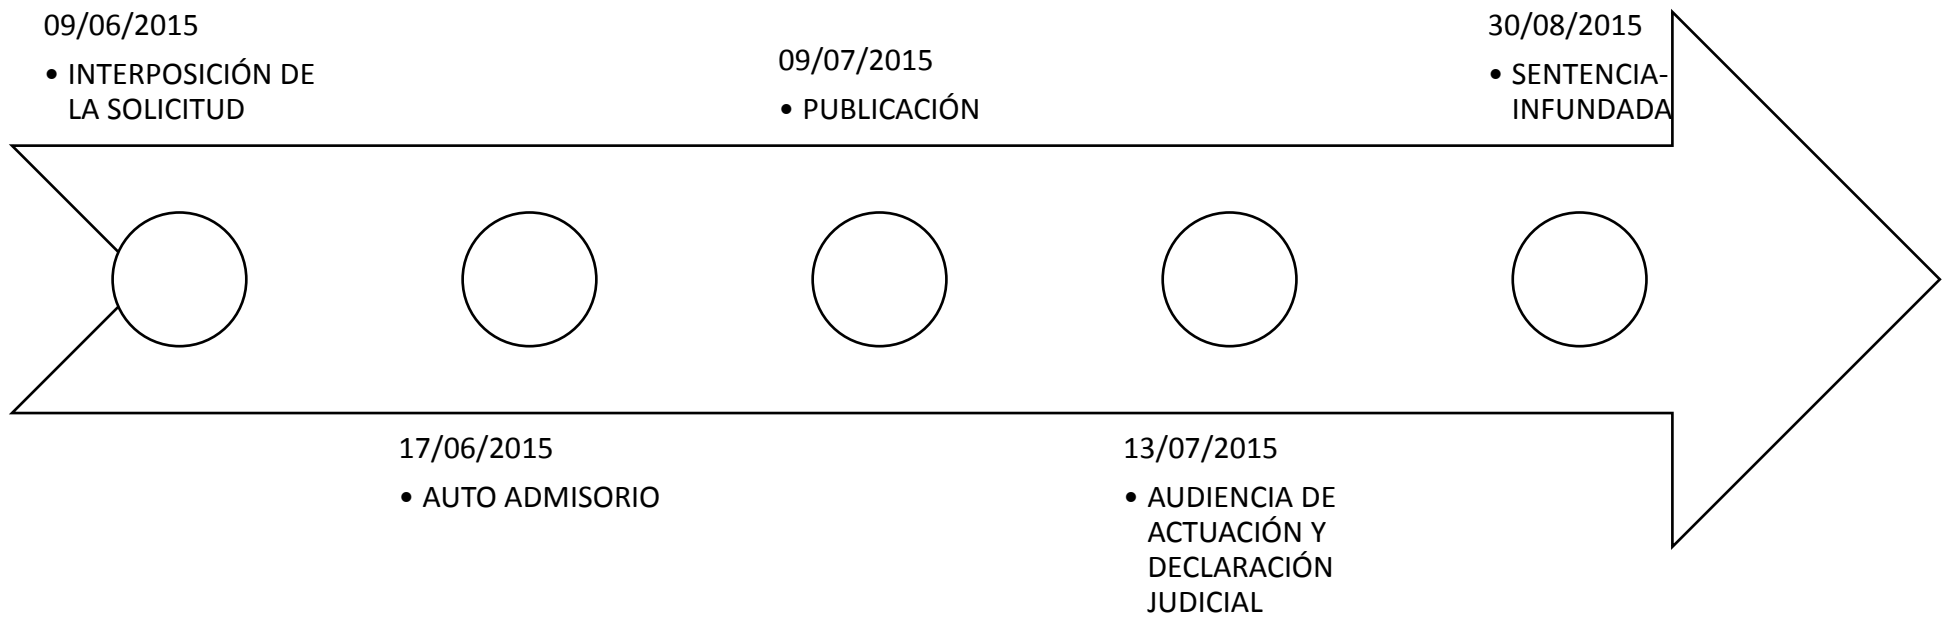 09/06/2015
• INTERPOSICIÓN DE
LA SOLICITUD
17/06/2015
• AUTO ADMISORIO
09/07/2015
• PUBLICACIÓN
13/07/2015
• AUDIENCIA DE
ACTUACIÓN Y
DECLARACIÓN
JUDICIAL
30/08/2015
• SENTENCIA-
INFUNDADA